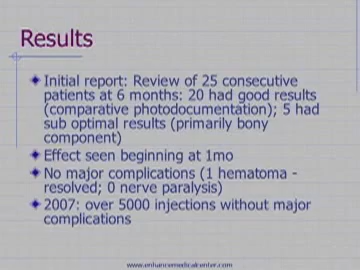 Results
Initial report: Review of 25 consecutive
patients at 6 months: 20 had good results
(comparative photodocumentation); 5 had
sub optimal results (primarily bony
component)
Effect seen beginning at 1mo
No major complications (1 hematoma -
resolved; 0 nerve paralysis)
2007: over 5000 injections without major
complications
www.enhancemedicalcenter.com